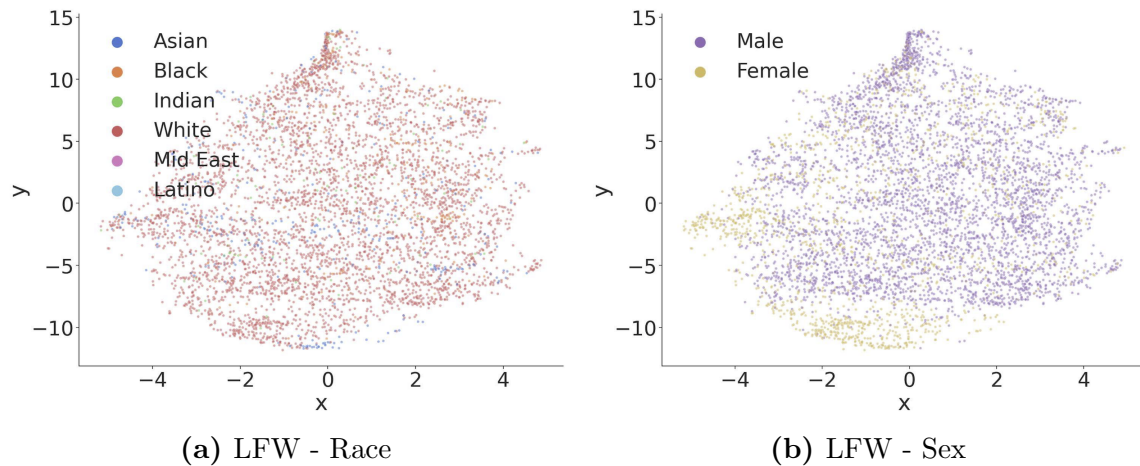 15
10
5
0
−5
−10
y
Asian
Black
Indian
White
Mid East
Latino
−4
−2
0
2
4
x
(a) LFW - Race
15
10
5
0
−5
−10
y
Male
Female
−4
−2
0
2
4
x
(b) LFW - Sex